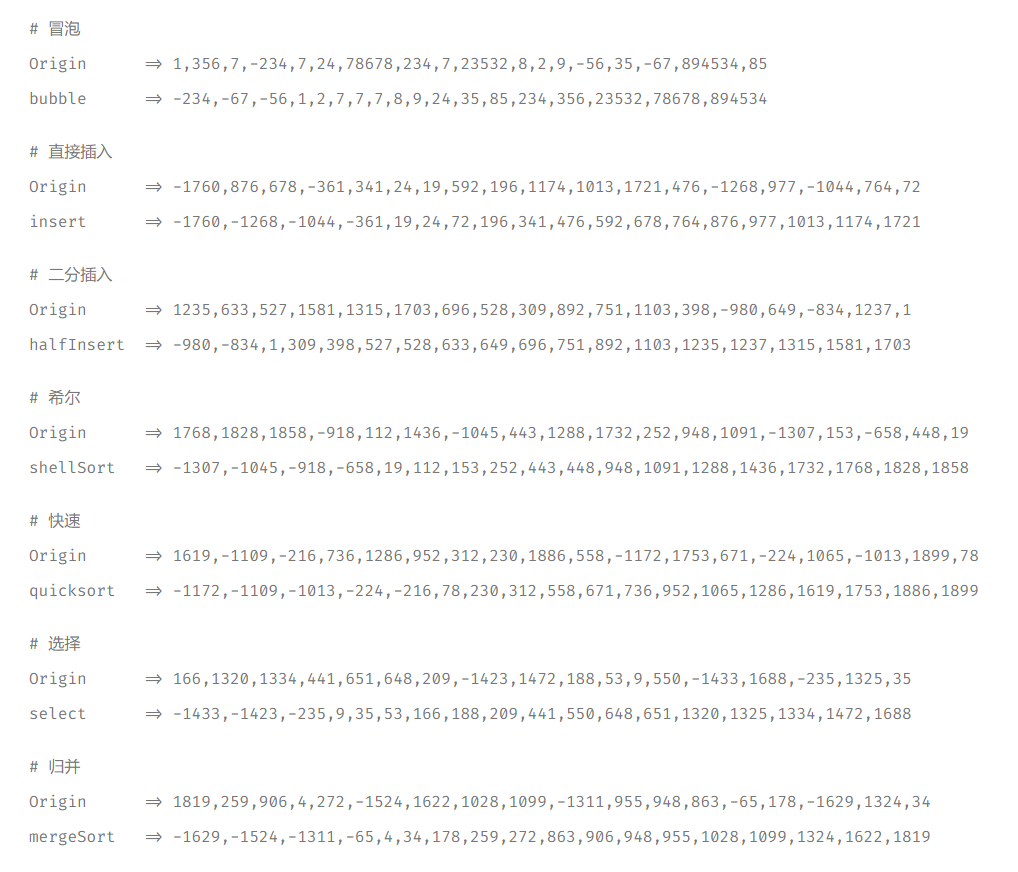 # 冒泡
Origin => 1,356,7,-234,7,24,78678,234,7,23532,8,2,9,-56,35,-67,894534,85
bubble => -234,-67,-56,1,2,7,7,7,8,9,24,35,85,234,356,23532,78678,894534
# 直接插入
Origin => -1760,876,678,-361,341,24,19,592,196,1174,1013,1721,476,-1268,977,-1044,764,72
insert => -1760,-1268,-1044,-361,19,24,72,196,341,476,592,678,764,876,977,1013,1174,1721
# 二分插入
Origin => 1235,633,527,1581,1315,1703,696,528,309,892,751,1103,398,-980,649,-834,1237,1
halfInsert => -980,-834,1,309,398,527,528,633,649,696,751,892,1103,1235,1237,1315,1581,1703
# 希尔
Origin => 1768,1828,1858,-918,112,1436,-1045,443,1288,1732,252,948,1091,-1307,153,-658,448,19
shellSort => -1307,-1045,-918,-658,19,112,153,252,443,448,948,1091,1288,1436,1732,1768,1828,1858
# 快速
Origin => 1619,-1109,-216,736,1286,952,312,230,1886,558,-1172,1753,671,-224,1065,-1013,1899,78
quicksort => -1172,-1109,-1013,-224,-216,78,230,312,558,671,736,952,1065,1286,1619,1753,1886,1899
# 选择
Origin => 166,1320,1334,441,651,648,209,-1423,1472,188,53,9,550,-1433,1688,-235,1325,35
select => -1433,-1423,-235,9,35,53,166,188,209,441,550,648,651,1320,1325,1334,1472,1688
# 归并
Origin => 1819,259,906,4,272,-1524,1622,1028,1099,-1311,955,948,863,-65,178,-1629,1324,34
mergeSort => -1629,-1524,-1311,-65,4,34,178,259,272,863,906,948,955,1028,1099,1324,1622,1819